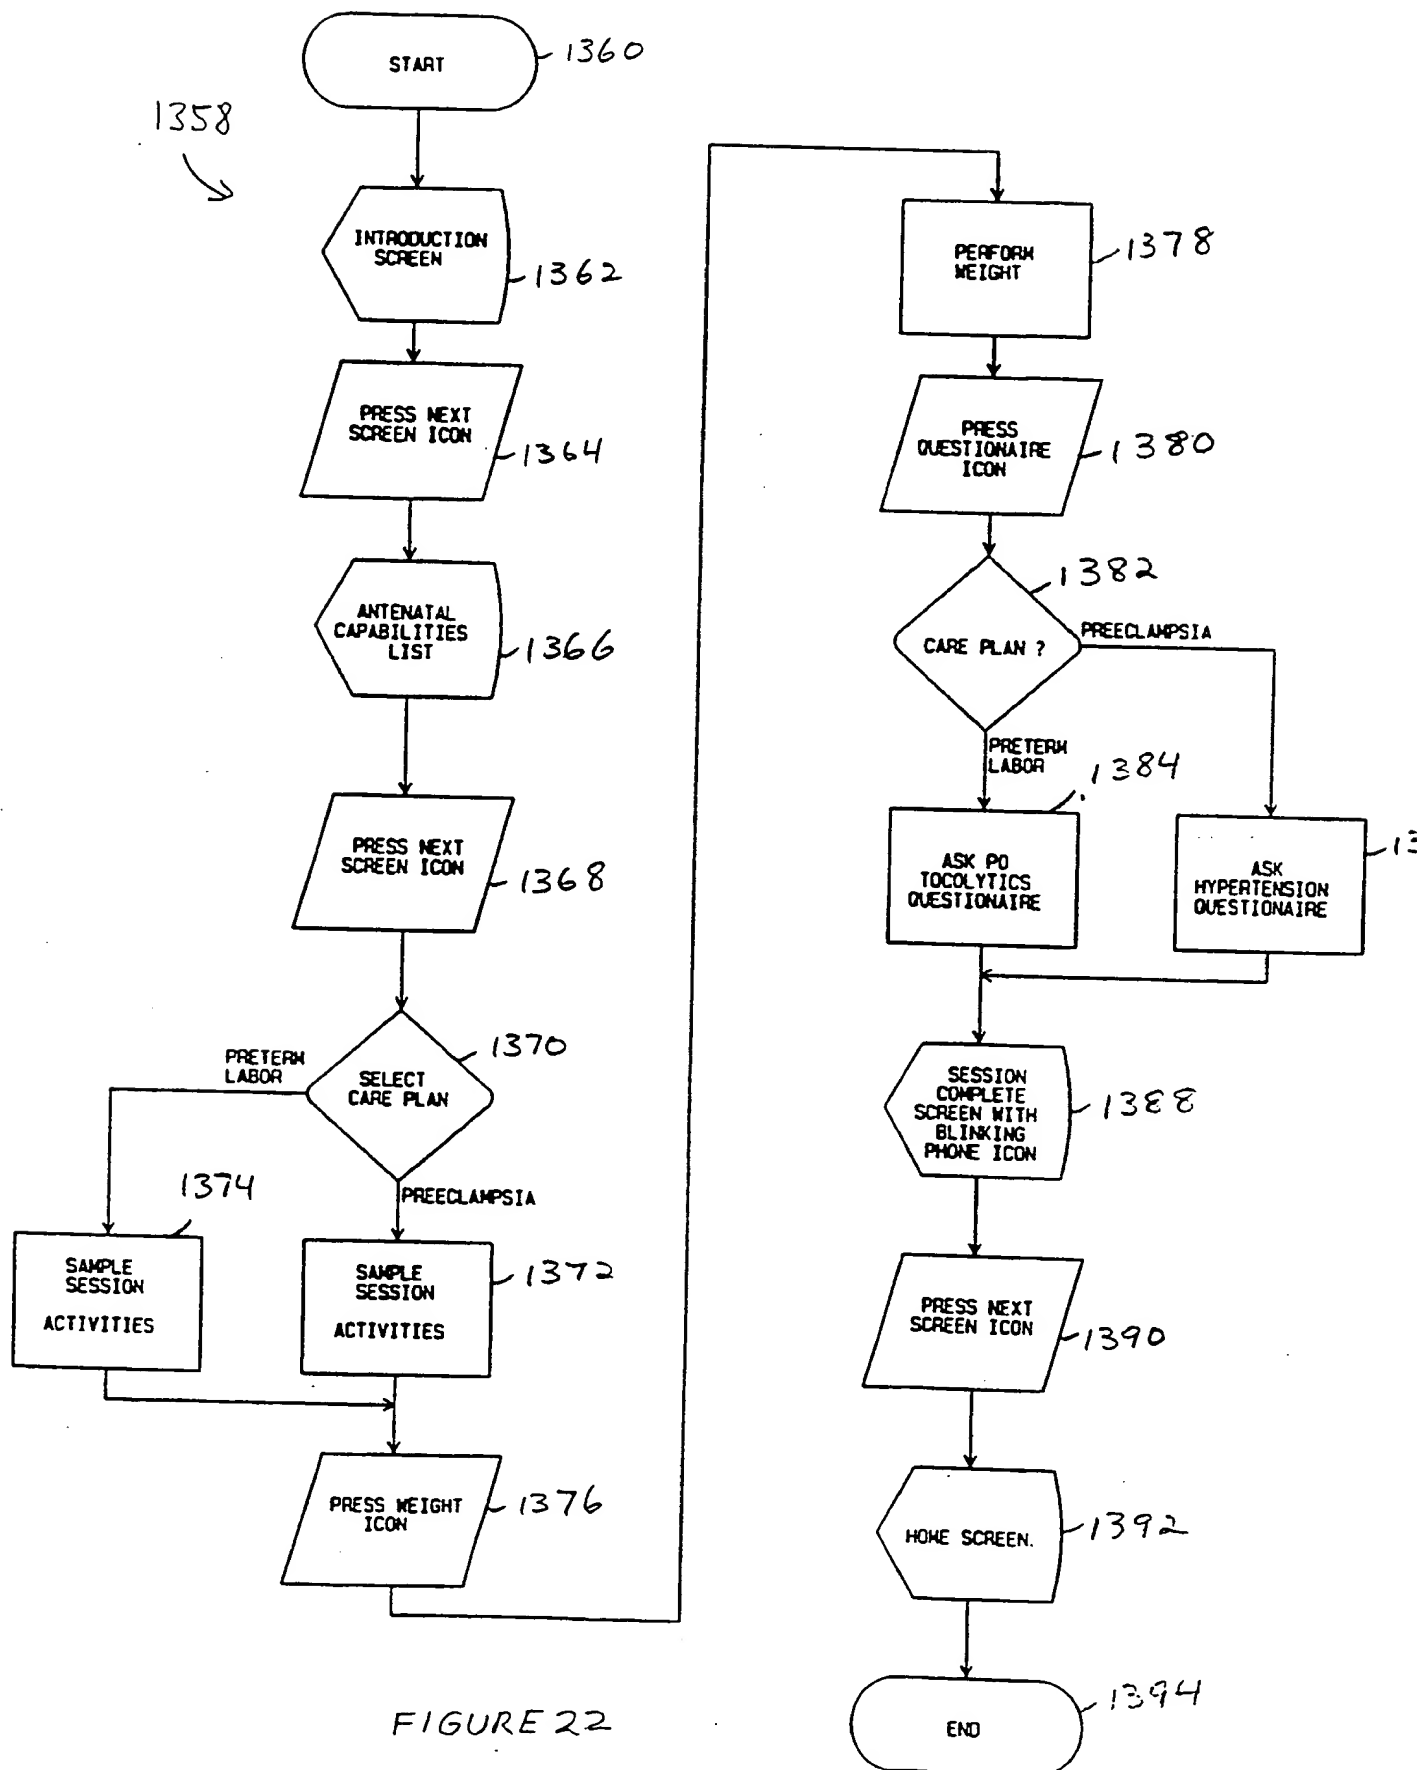 START
1360
1358
INTRODUCTION
SCREEN
1362
PRESS NEXT
SCREEN ICON
1364
ANTENATAL
CAPABILITIES
LIST
1366
PRESS NEXT
SCREEN ICON
1368
SELECT
CARE PLAN
1370
PRETERM
LABOR
PREECLAMPSIA
1374
SAMPLE
SESSION
ACTIVITIES
SAMPLE
SESSION
ACTIVITIES
1372
PRESS WEIGHT
ICON
1376
PERFORM
WEIGHT
1378
PRESS
QUESTIONAIRE
ICON
1380
1382
CARE PLAN ?
PREECLAMPSIA
PRETERM
LABOR
1384
ASK PO
TOCOLYTICS
QUESTIONAIRE
ASK
HYPERTENSION
QUESTIONAIRE
SESSION
COMPLETE
SCREEN WITH
BLINKING
PHONE ICON
1388
PRESS NEXT
SCREEN ICON
1390
HOME SCREEN.
1392
END
1394
FIGURE 22